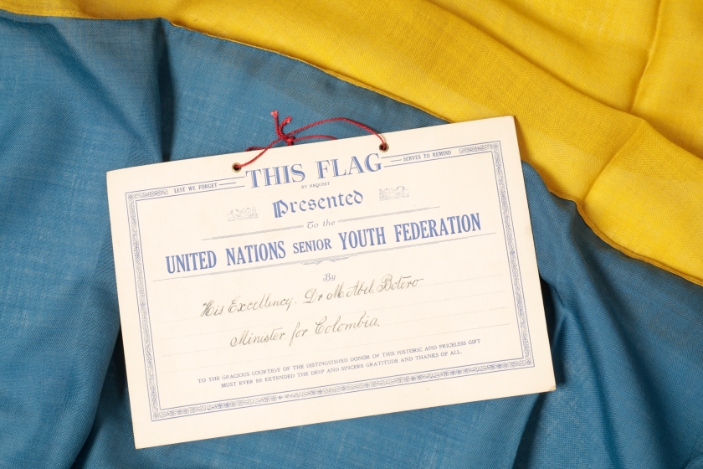 LEST WE FORGET THIS FLAG SERVES TO REMIND
BY REQUEST
Presented
To the
UNITED NATIONS SENIOR YOUTH FEDERATION
By
His Excellency. Dr M. Abel Botero
Minister for Colombia.
TO THE GRACIOUS COURTESY OF THE DISTINGUISHED DONOR OF THIS HISTORIC AND PRICELESS GIFT
MUST EVER BE EXTENDED THE DEEP AND SINCERE GRATITUDE AND THANKS OF ALL.